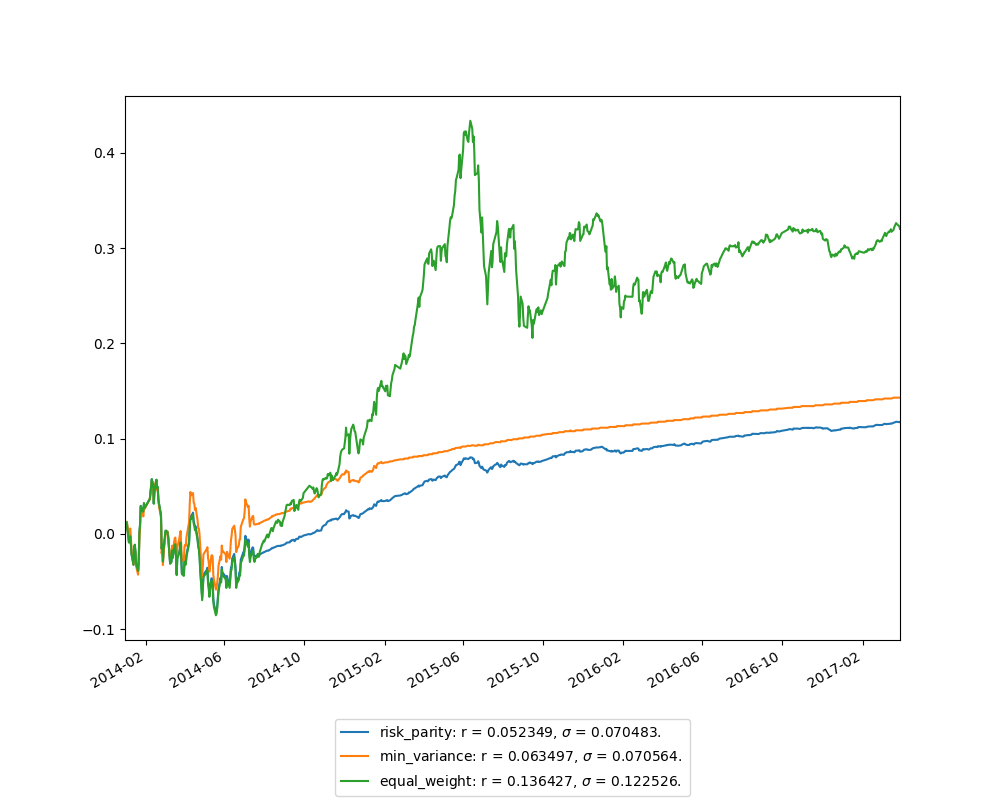 0.4
0.3
0.2
0.1
0.0
−0.1
2014-02 2014-06 2014-10 2015-02 2015-06 2015-10 2016-02 2016-06 2016-10 2017-02
risk_parity: r = 0.052349, σ = 0.070483.
min_variance: r = 0.063497, σ = 0.070564.
equal_weight: r = 0.136427, σ = 0.122526.